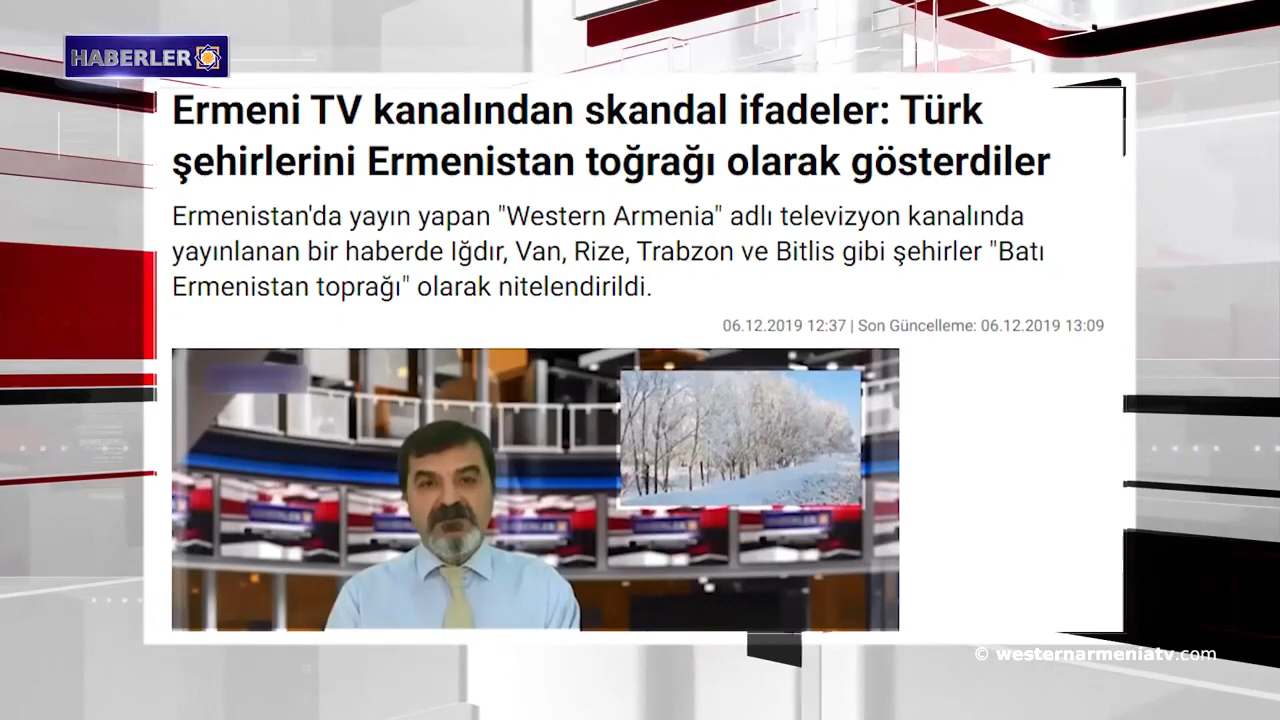 HABERLER
Ermeni TV kanalından skandal ifadeler: Türk
şehirlerini Ermenistan toğrağı olarak gösterdiler
Ermenistan'da yayın yapan "Western Armenia" adlı televizyon kanalında
yayınlanan bir haberde Iğdır, Van, Rize, Trabzon ve Bitlis gibi şehirler "Batı
Ermenistan toprağı" olarak nitelendirildi.
06.12.2019 12:37 | Son Güncelleme: 06.12.2019 13:09
HABERLER
© westernarmeniatv.com